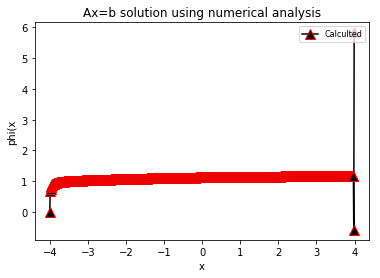 Ax=b solution using numerical analysis
Calculted
phi(x
6
5
4
3
2
1
0
−4 −3 −2 −1 0 1 2 3 4
x